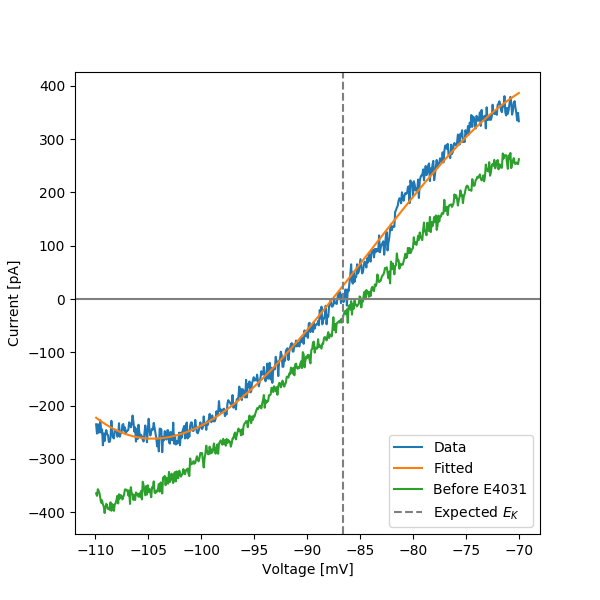 400
300
200
100
0
−100
−200
−300
−400
Current [pA]
−110 −105 −100 −95 −90 −85 −80 −75 −70
Voltage [mV]
Data
Fitted
Before E4031
Expected $E_K$